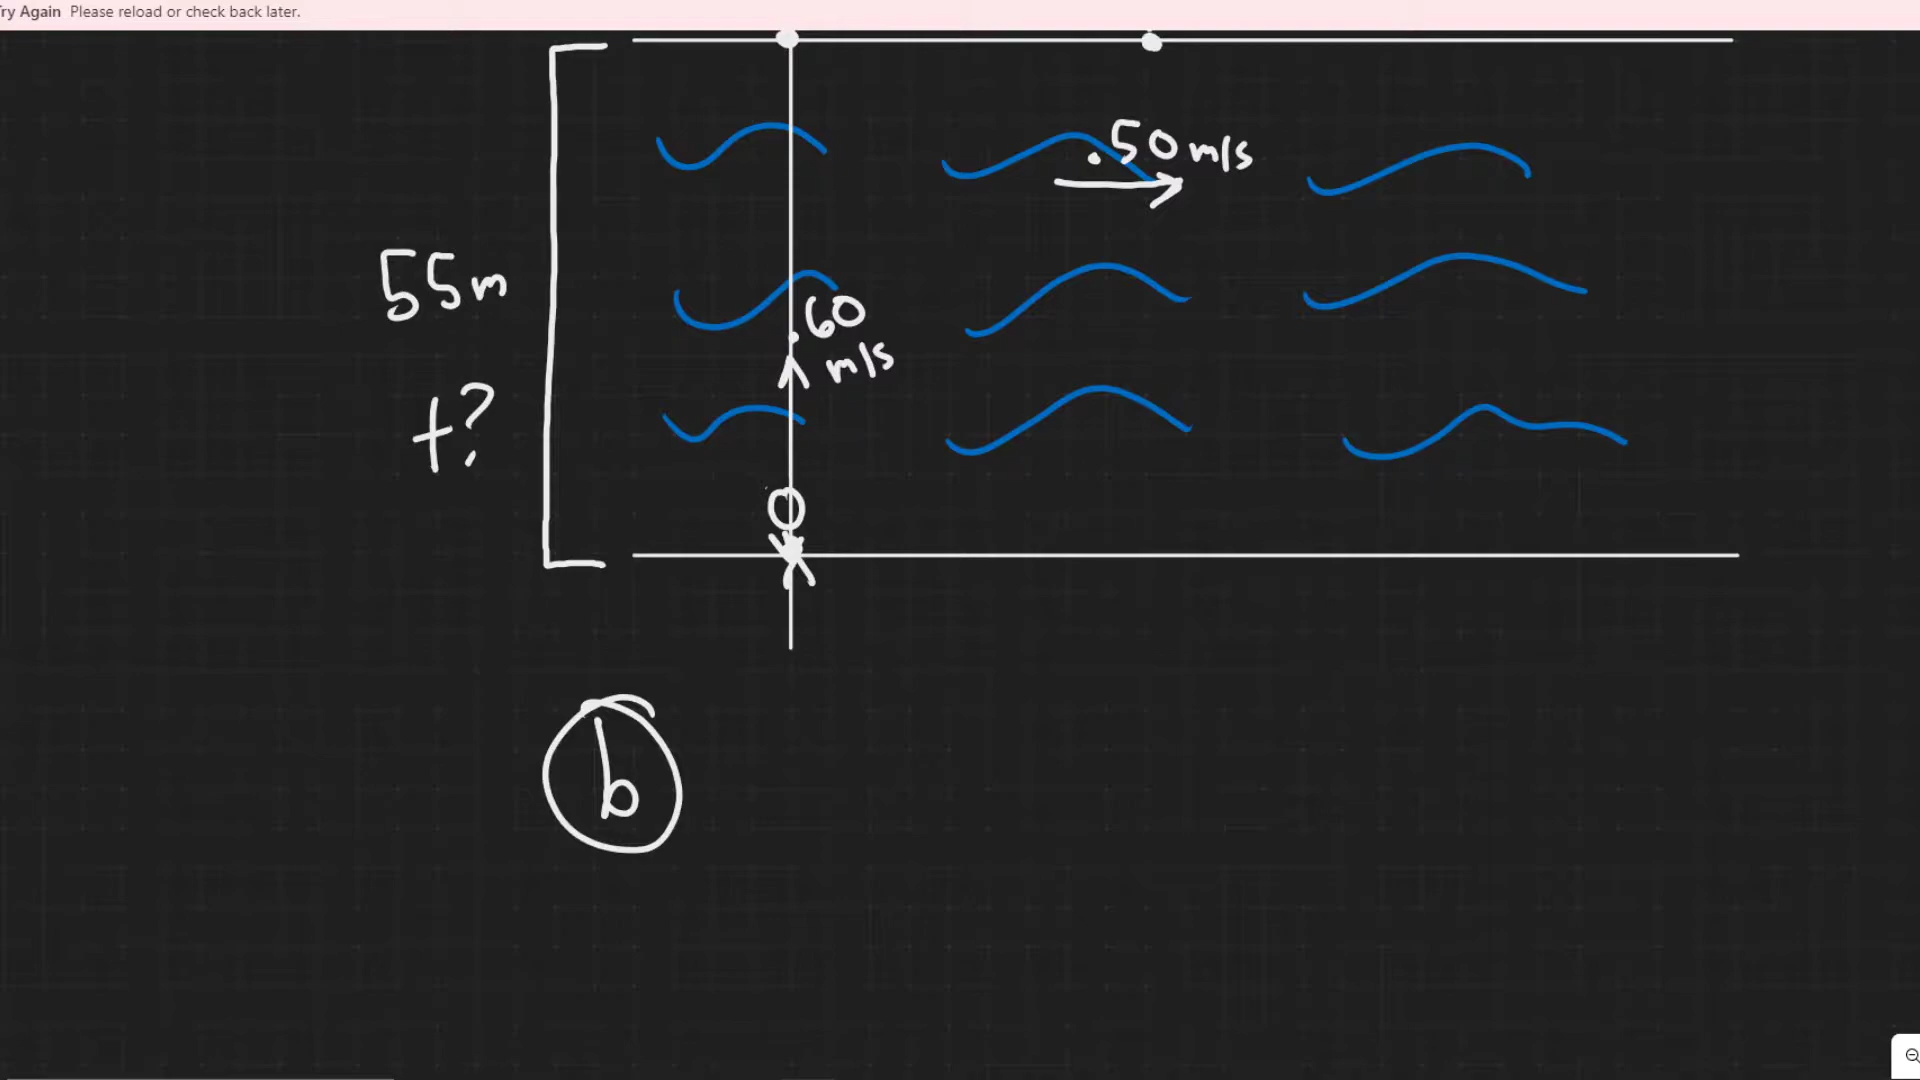 Try Again Please reload or check back later.
.50 m/s
55m
.60
m/s
t?
b